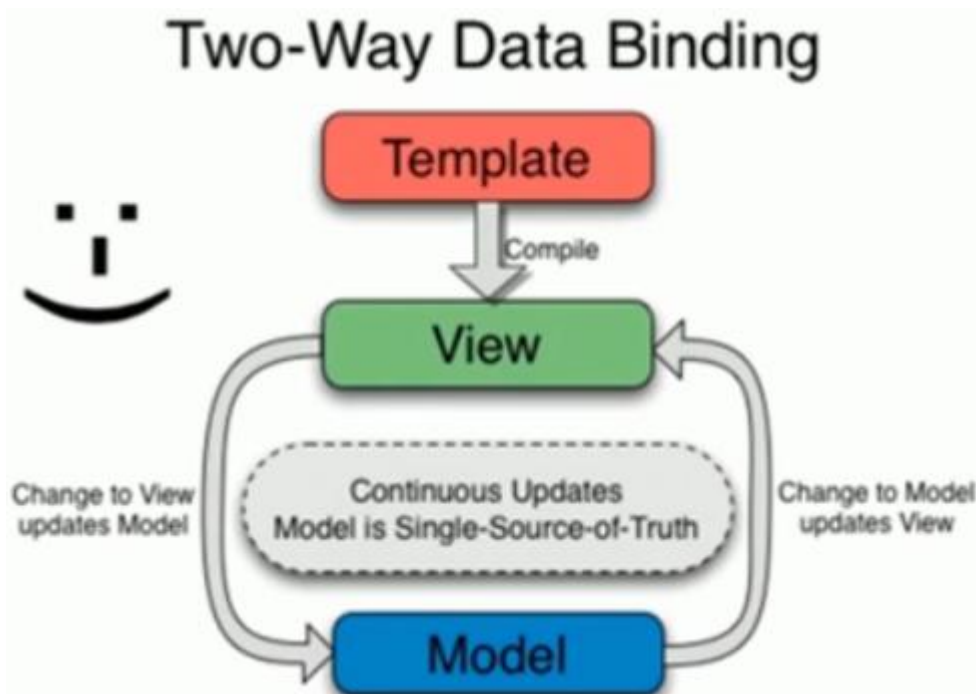 Two-Way Data Binding
Template
Compile
View
Change to View
updates Model
Continuous Updates
Model is Single-Source-of-Truth
Change to Model
updates View
Model